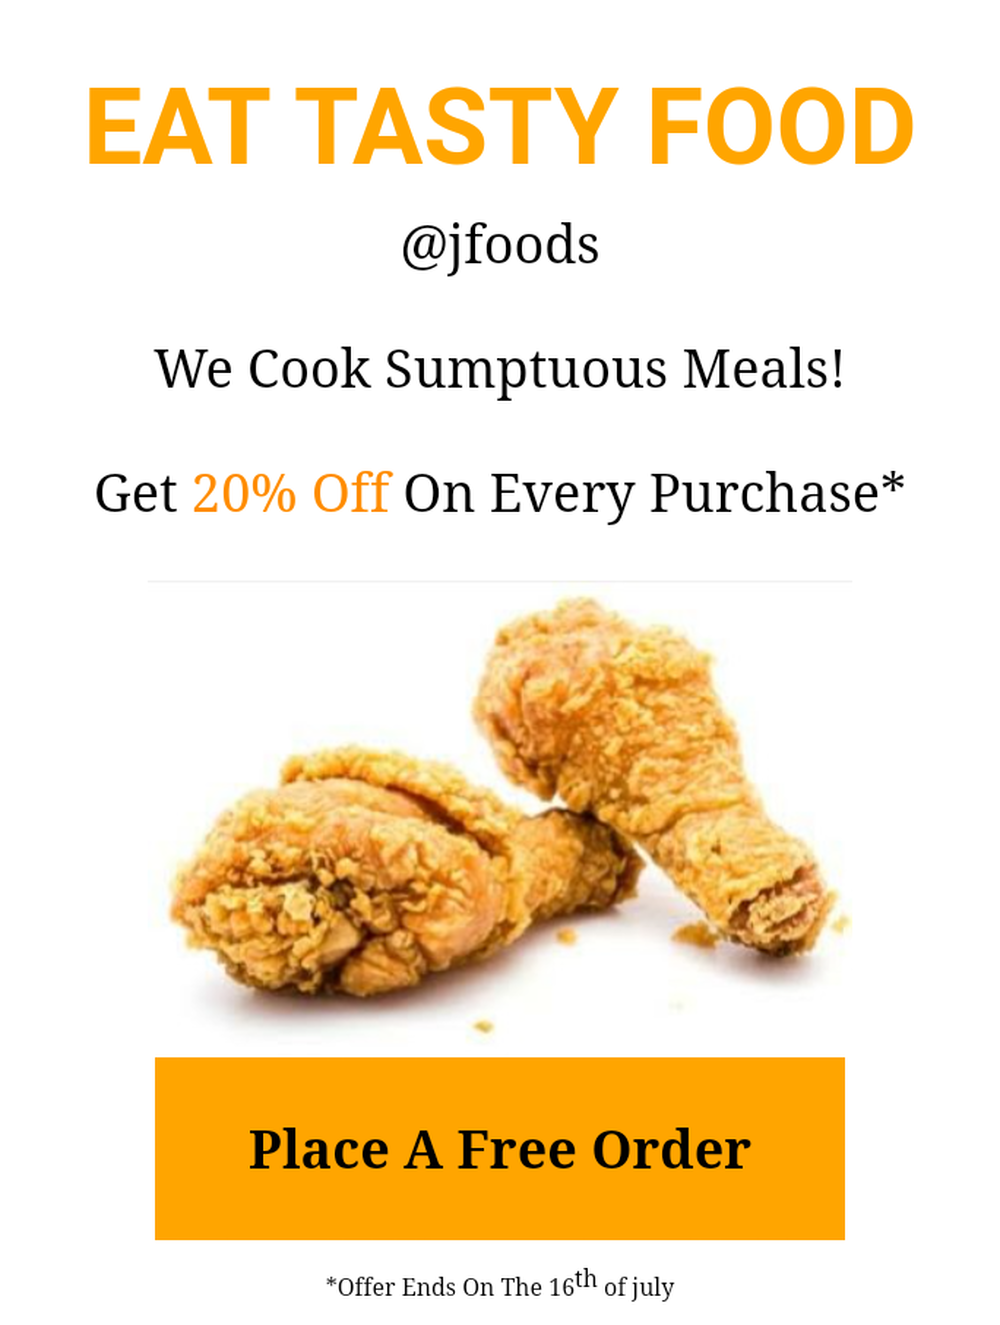 EAT TASTY FOOD
@jfoods
We Cook Sumptuous Meals!
Get 20% Off On Every Purchase*
Place A Free Order
*Offer Ends On The 16th of july